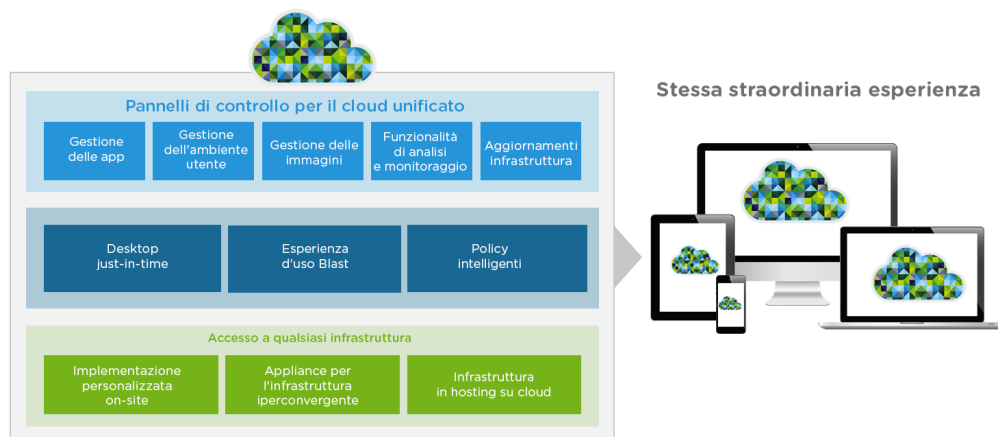 Pannelli di controllo per il cloud unificato
Gestione
delle app
Gestione
dell'ambiente
utente
Gestione delle
immagini
Funzionalità
di analisi
e monitoraggio
Aggiornamenti
infrastruttura
Desktop
just-in-time
Esperienza
d'uso Blast
Policy
intelligenti
Accesso a qualsiasi infrastruttura
Implementazione
personalizzata
on-site
Appliance per
l'infrastruttura
iperconvergente
Infrastruttura
in hosting su cloud
Stessa straordinaria esperienza